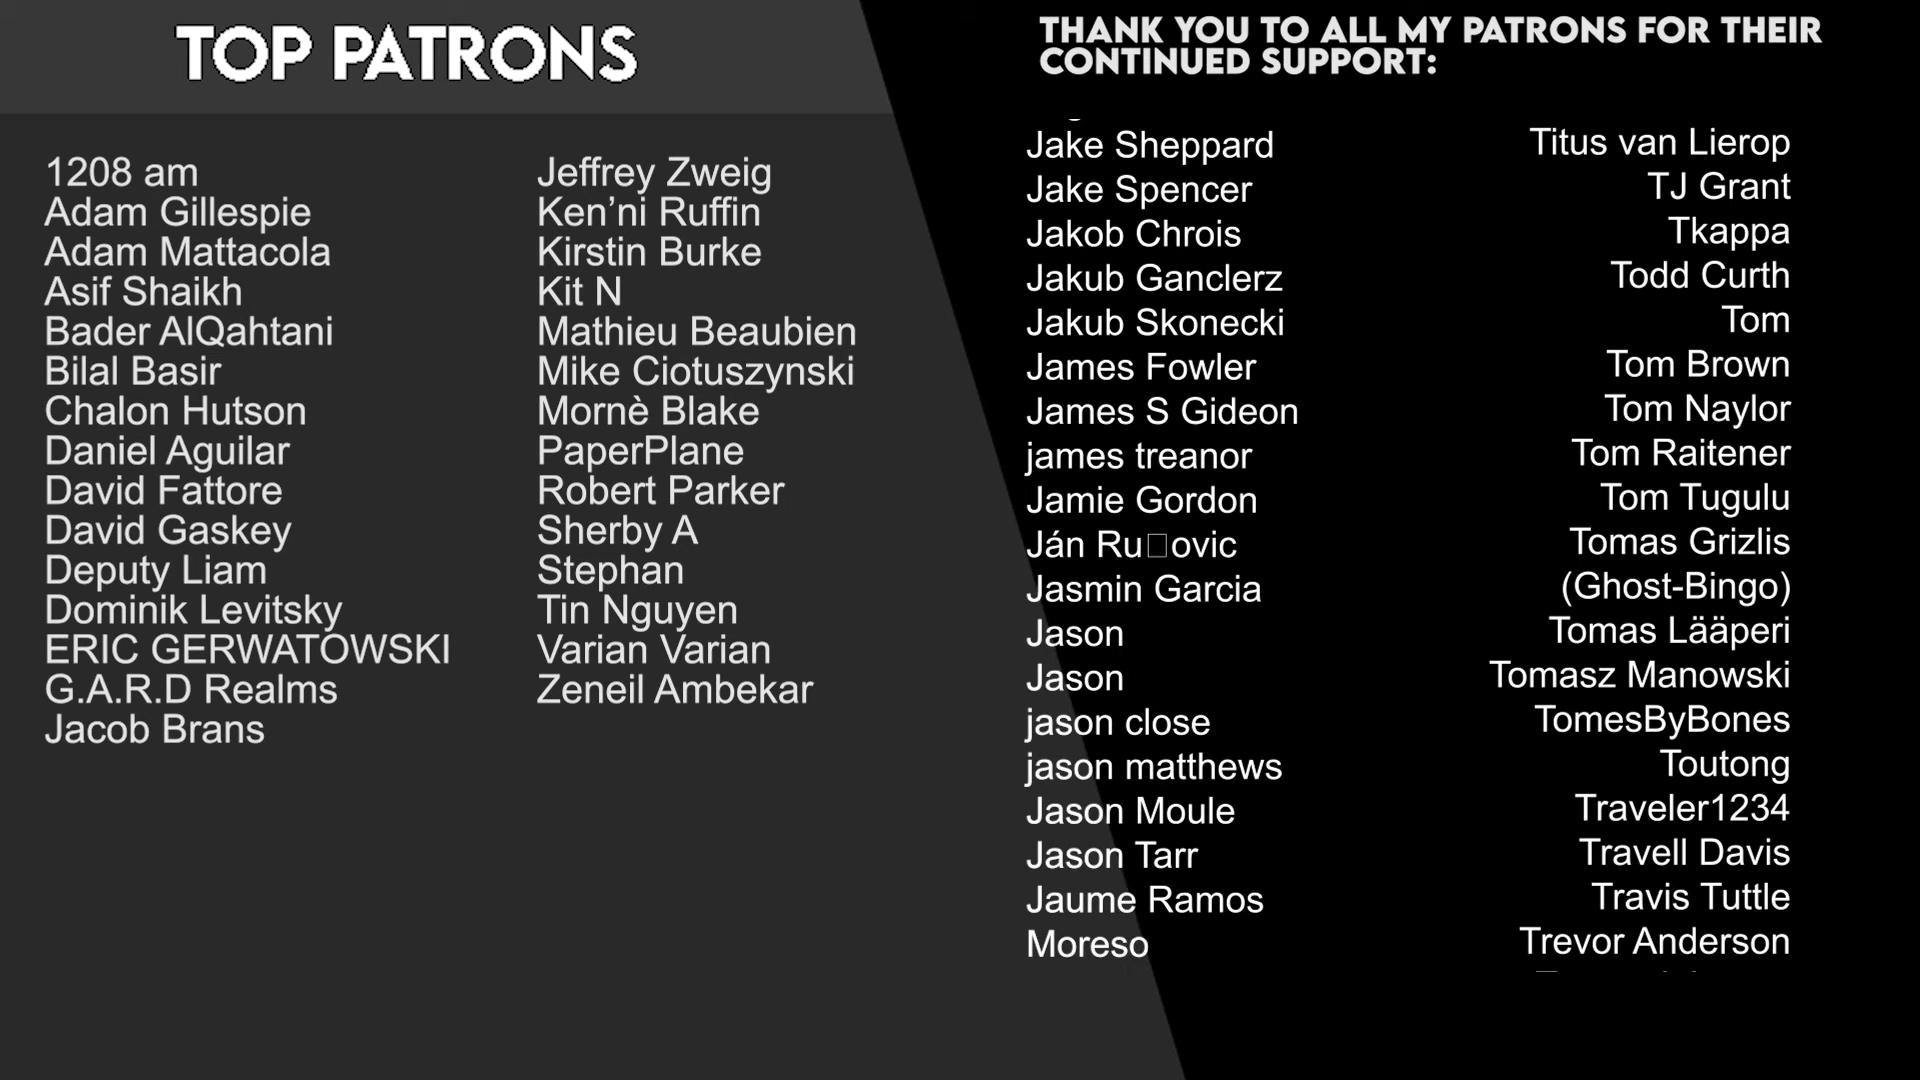 TOP PATRONS
1208 am
Adam Gillespie
Adam Mattacola
Asif Shaikh
Bader AlQahtani
Bilal Basir
Chalon Hutson
Daniel Aguilar
David Fattore
David Gaskey
Deputy Liam
Dominik Levitsky
ERIC GERWATOWSKI
G.A.R.D Realms
Jacob Brans
Jeffrey Zweig
Ken’ni Ruffin
Kirstin Burke
Kit N
Mathieu Beaubien
Mike Ciotuszynski
Mornè Blake
PaperPlane
Robert Parker
Sherby A
Stephan
Tin Nguyen
Varian Varian
Zeneil Ambekar
THANK YOU TO ALL MY PATRONS FOR THEIR
CONTINUED SUPPORT:
Jake Sheppard
Jake Spencer
Jakob Chrois
Jakub Ganclerz
Jakub Skonecki
James Fowler
James S Gideon
james treanor
Jamie Gordon
Ján Ru□ovic
Jasmin Garcia
Jason
Jason
jason close
jason matthews
Jason Moule
Jason Tarr
Jaume Ramos
Moreso
Titus van Lierop
TJ Grant
Tkappa
Todd Curth
Tom
Tom Brown
Tom Naylor
Tom Raitener
Tom Tugulu
Tomas Grizlis
(Ghost-Bingo)
Tomas Lääperi
Tomasz Manowski
TomesByBones
Toutong
Traveler1234
Travell Davis
Travis Tuttle
Trevor Anderson